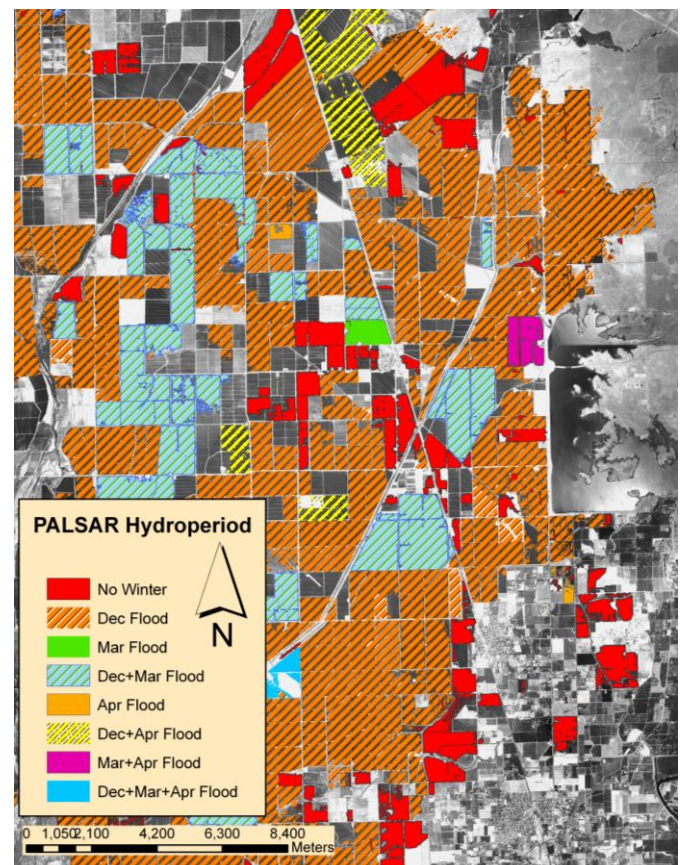 PALSAR Hydroperiod
N
No Winter
Dec Flood
Mar Flood
Dec+Mar Flood
Apr Flood
Dec+Apr Flood
Mar+Apr Flood
Dec+Mar+Apr Flood
0 1,050 2,100 4,200 6,300 8,400
Meters